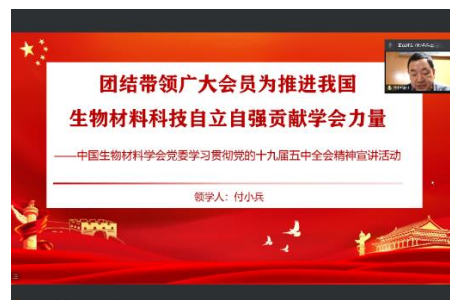 团结带领广大会员为推进我国
生物材料科技自立自强贡献学会力量
——中国生物材料学会党委学习贯彻党的十九届五中全会精神宣讲活动
领学人：付小兵